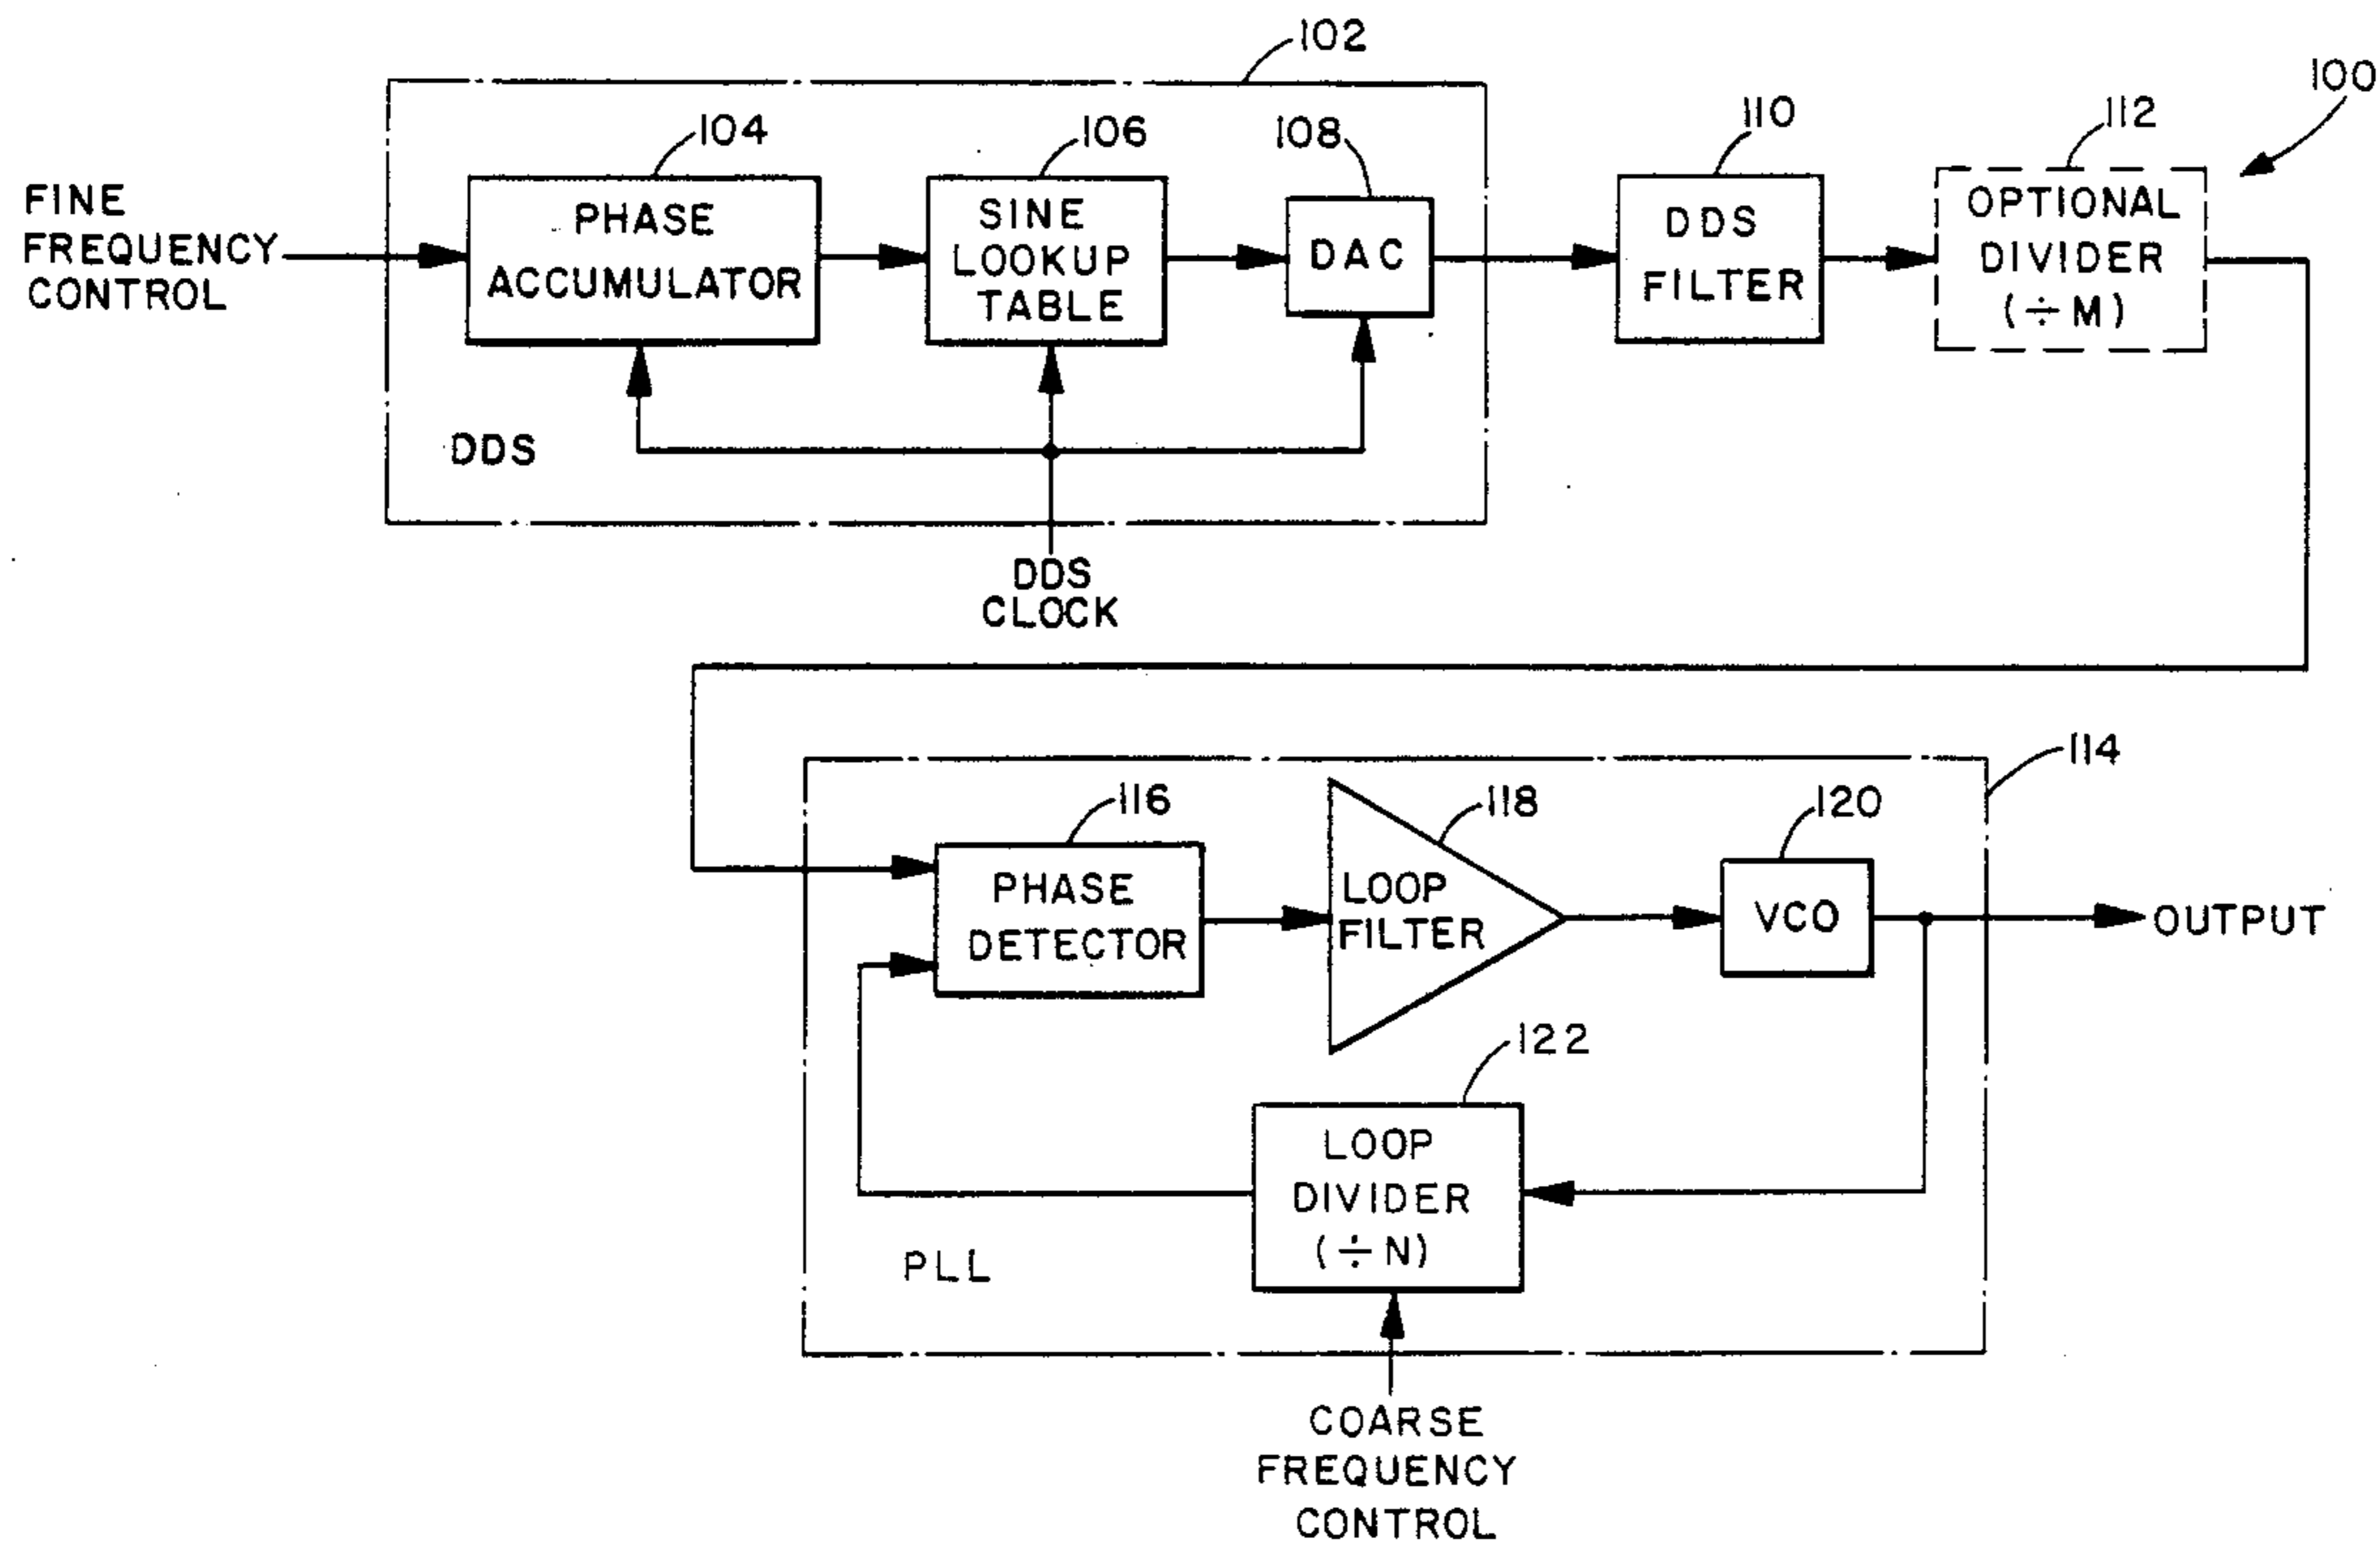 102
100
104
106
108
110
112
FINE
FREQUENCY
CONTROL
PHASE
ACCUMULATOR
SINE
LOOKUP
TABLE
DAC
DDS
FILTER
OPTIONAL
DIVIDER
(÷M)
DDS
DDS
CLOCK
114
116
118
120
PHASE
DETECTOR
LOOP
FILTER
VCO
OUTPUT
122
LOOP
DIVIDER
(÷N)
PLL
COARSE
FREQUENCY
CONTROL